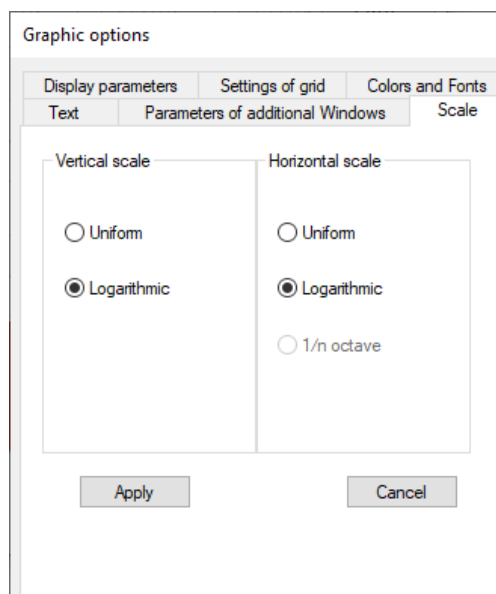 Graphic options
Display parameters Settings of grid Colors and Fonts
Text Parameters of additional Windows Scale
Vertical scale Horizontal scale
Uniform Uniform
Logarithmic Logarithmic
1/n octave
Apply Cancel